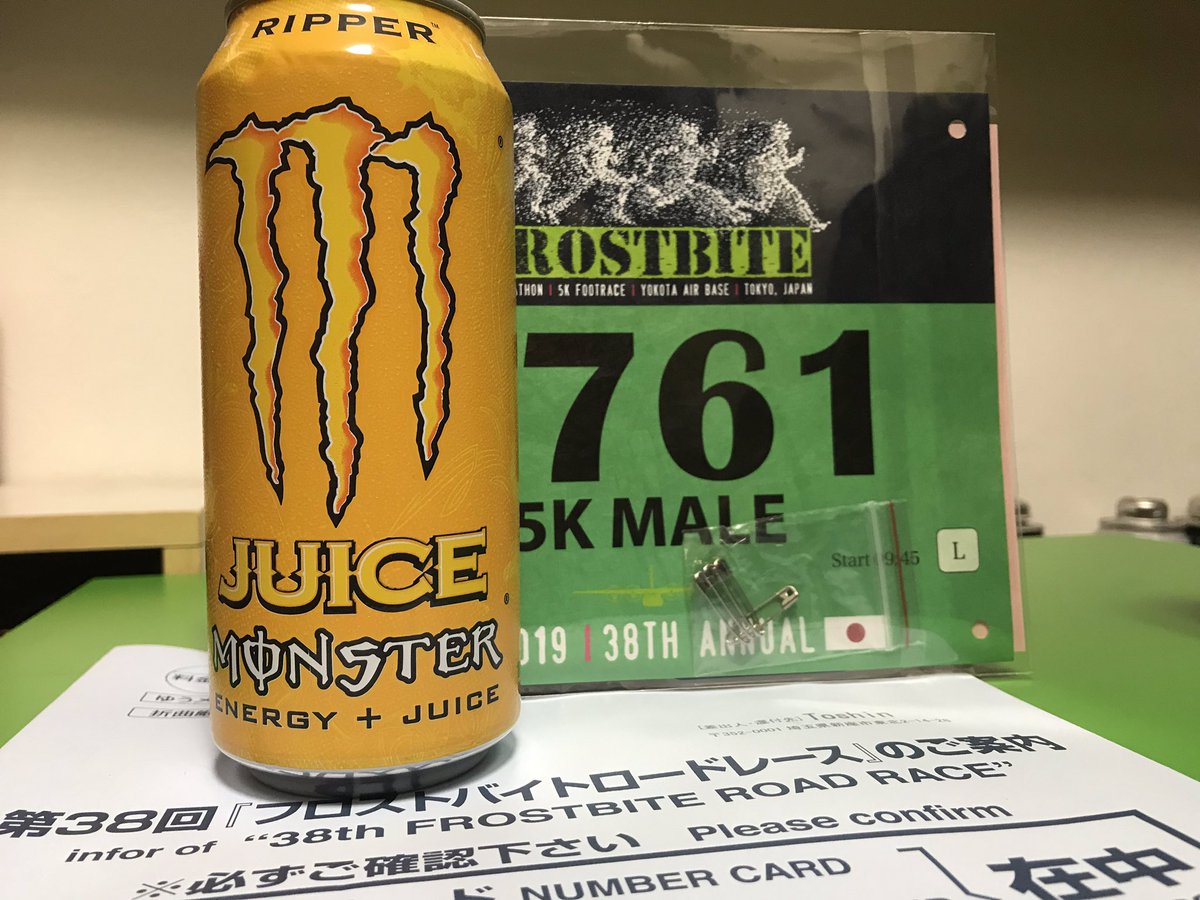 RIPPER™
JUICE®
MONSTER
ENERGY + JUICE
ROSTBITE
ATHON | 5K FOOTRACE | YOKOTA AIR BASE | TOKYO, JAPAN
761
5K MALE
Start 09:45
L
019 | 38TH ANNUAL
Toshin
第38回『フロストバイトロードレース』のご案内
infor of "38th FROSTBITE ROAD RACE"
※必ずご確認下さい Please confirm
ド NUMBER CARD
在中